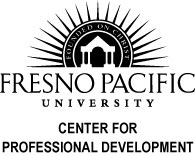 FOUNDED ON CHRIST
FRESNO PACIFIC
UNIVERSITY
CENTER FOR
PROFESSIONAL DEVELOPMENT